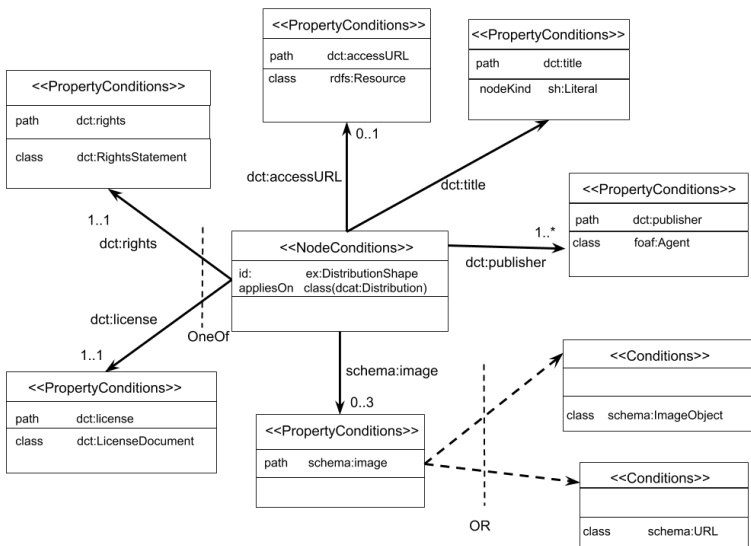 <<PropertyConditions>>
path dct:accessURL
class rdfs:Resource
<<PropertyConditions>>
path dct:title
nodeKind sh:Literal
<<PropertyConditions>>
path dct:rights
class dct:RightsStatement
0..1
dct:accessURL
dct:title
<<PropertyConditions>>
path dct:publisher
class foaf:Agent
1..1
dct:rights
1..*
dct:publisher
<<NodeConditions>>
id: ex:DistributionShape
appliesOn class(dcat:Distribution)
dct:license
OneOf
1..1
<<PropertyConditions>>
path dct:license
class dct:LicenseDocument
schema:image
0..3
<<PropertyConditions>>
path schema:image
<<Conditions>>
class schema:ImageObject
OR
<<Conditions>>
class schema:URL